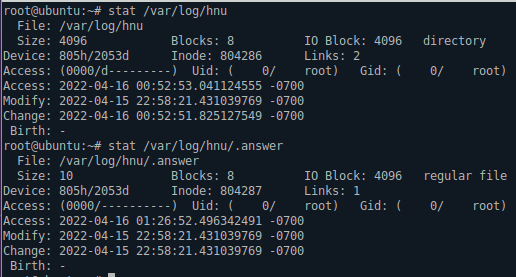 root@ubuntu:~# stat /var/log/hnu
  File: /var/log/hnu
  Size: 4096            Blocks: 8          IO Block: 4096   directory
Device: 805h/2053d      Inode: 804286      Links: 2
Access: (0000/d---------)  Uid: (    0/    root)   Gid: (    0/    root)
Access: 2022-04-16 00:52:53.041124555 -0700
Modify: 2022-04-15 22:58:21.431039769 -0700
Change: 2022-04-16 00:52:51.825127549 -0700
 Birth: -
root@ubuntu:~# stat /var/log/hnu/.answer
  File: /var/log/hnu/.answer
  Size: 10              Blocks: 8          IO Block: 4096   regular file
Device: 805h/2053d      Inode: 804287      Links: 1
Access: (0000/----------)  Uid: (    0/    root)   Gid: (    0/    root)
Access: 2022-04-16 01:26:52.496342491 -0700
Modify: 2022-04-15 22:58:21.431039769 -0700
Change: 2022-04-15 22:58:21.431039769 -0700
 Birth: -